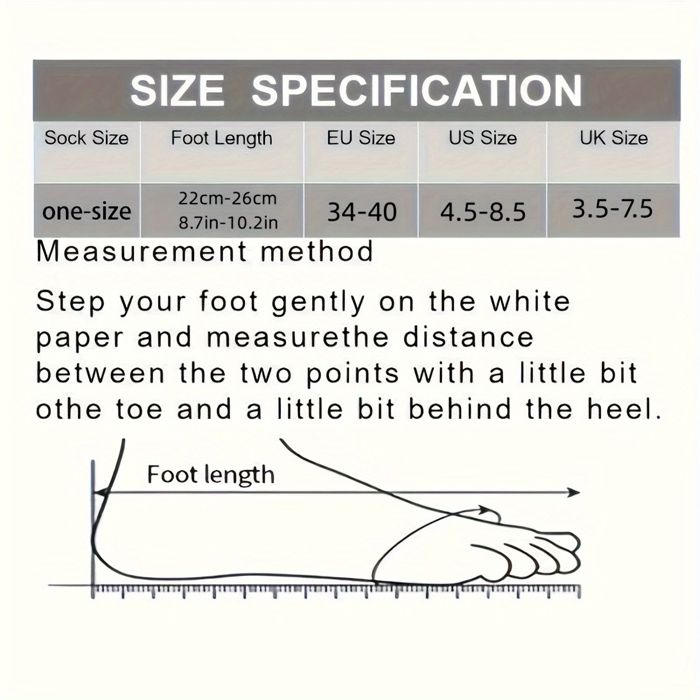 SIZE SPECIFICATION
Sock Size Foot Length EU Size US Size UK Size
one-size 22cm-26cm 8.7in-10.2in 34-40 4.5-8.5 3.5-7.5
Measurement method
Step your foot gently on the white
paper and measurethe distance
between the two points with a little bit
othe toe and a little bit behind the heel.
Foot length